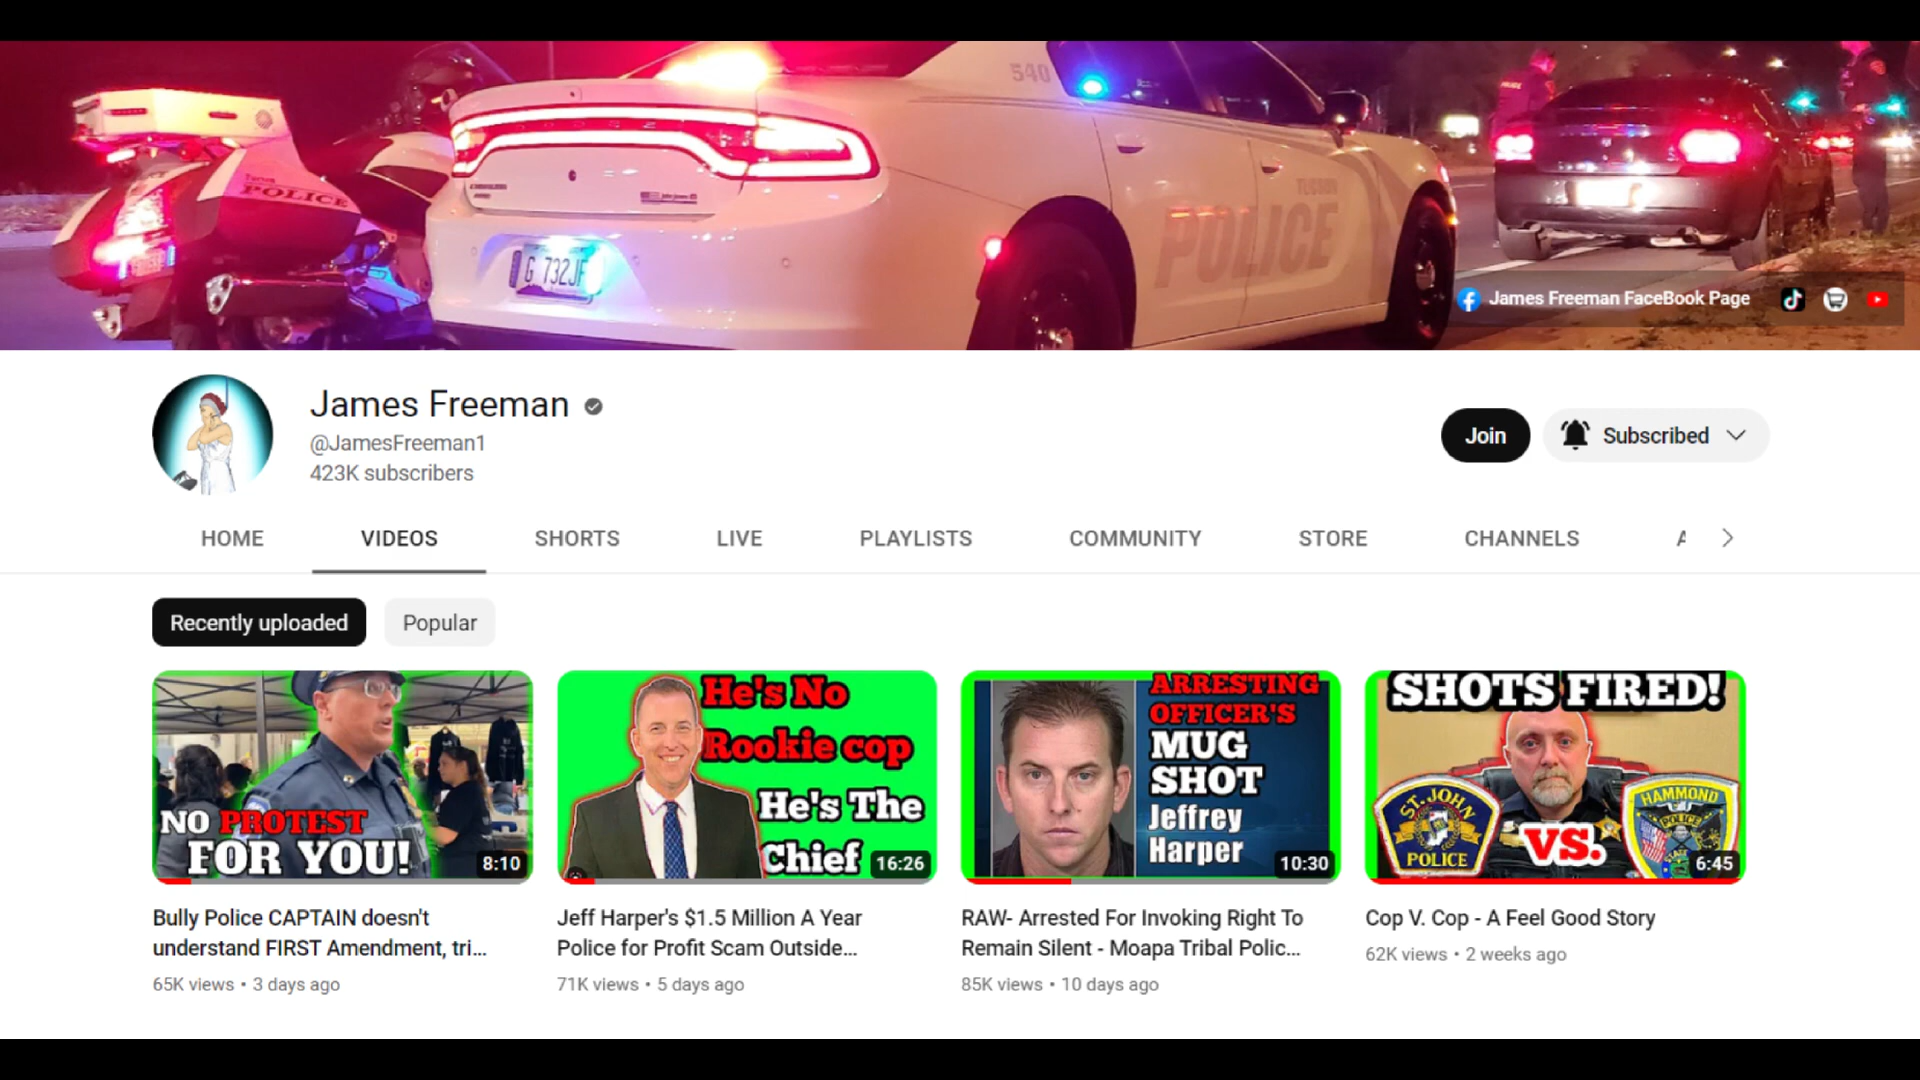 540
DODGE
Tucson
POLICE
TUCSON
POLICE
POLICE
G 732JF
James Freeman FaceBook Page
James Freeman
@JamesFreeman1
423K subscribers
Join
Subscribed
HOME
VIDEOS
SHORTS
LIVE
PLAYLISTS
COMMUNITY
STORE
CHANNELS
Recently uploaded
Popular
NO PROTEST
FOR YOU!
8:10
He's No
Rookie cop
He's The
Chief
16:26
ARRESTING
OFFICER'S
MUG
SHOT
Jeffrey
Harper
10:30
SHOTS FIRED!
ST. JOHN
POLICE
VS.
HAMMOND
POLICE
6:45
Bully Police CAPTAIN doesn't
understand FIRST Amendment, tri...
65K views • 3 days ago
Jeff Harper's $1.5 Million A Year
Police for Profit Scam Outside...
71K views • 5 days ago
RAW- Arrested For Invoking Right To
Remain Silent - Moapa Tribal Polic...
85K views • 10 days ago
Cop V. Cop - A Feel Good Story
62K views • 2 weeks ago